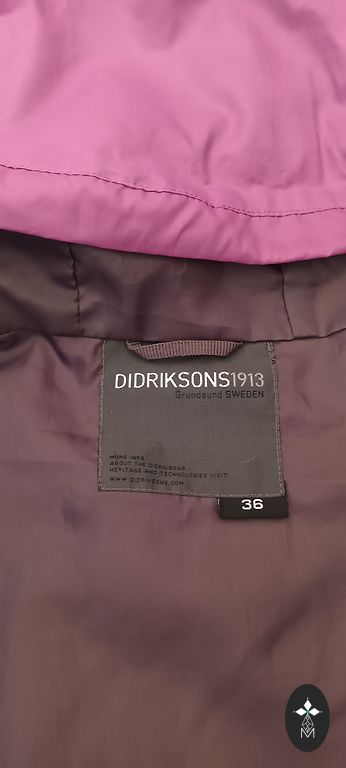 DIDRIKSONS1913
Grundsund SWEDEN
MORE INFO
ABOUT THE DIDRIKSONS
HERITAGE AND TECHNOLOGIES VISIT
WWW.DIDRIKSONS.COM
36
M